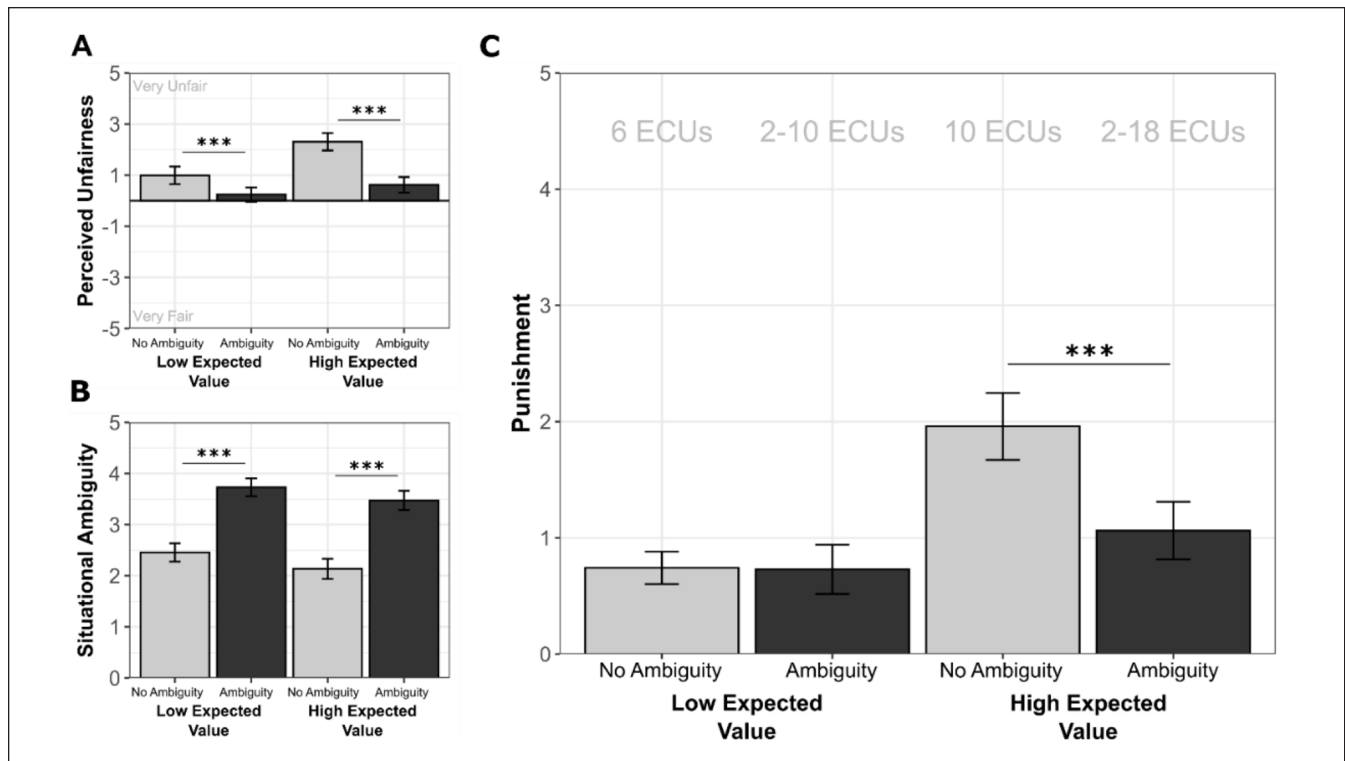 A
Perceived Unfairness
5
3
1
-1
-3
-5
Very Unfair
***
***
Very Fair
No Ambiguity Ambiguity No Ambiguity Ambiguity
Low Expected High Expected
Value Value
B
Situational Ambiguity
5
4
3
2
1
0
***
***
No Ambiguity Ambiguity No Ambiguity Ambiguity
Low Expected High Expected
Value Value
C
Punishment
5
4
3
2
1
0
6 ECUs 2-10 ECUs 10 ECUs 2-18 ECUs
***
No Ambiguity Ambiguity No Ambiguity Ambiguity
Low Expected High Expected
Value Value